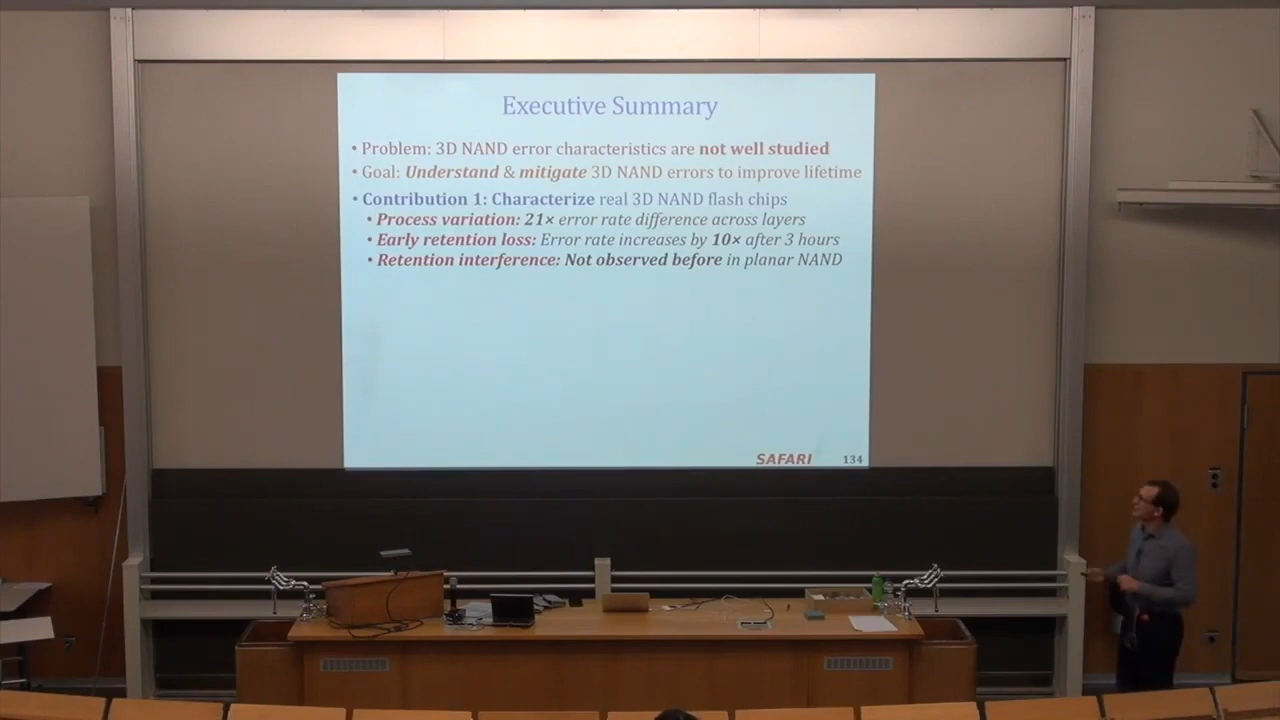 Executive Summary
• Problem: 3D NAND error characteristics are not well studied
• Goal: Understand & mitigate 3D NAND errors to improve lifetime
• Contribution 1: Characterize real 3D NAND flash chips
• Process variation: 21× error rate difference across layers
• Early retention loss: Error rate increases by 10× after 3 hours
• Retention interference: Not observed before in planar NAND
SAFARI 134